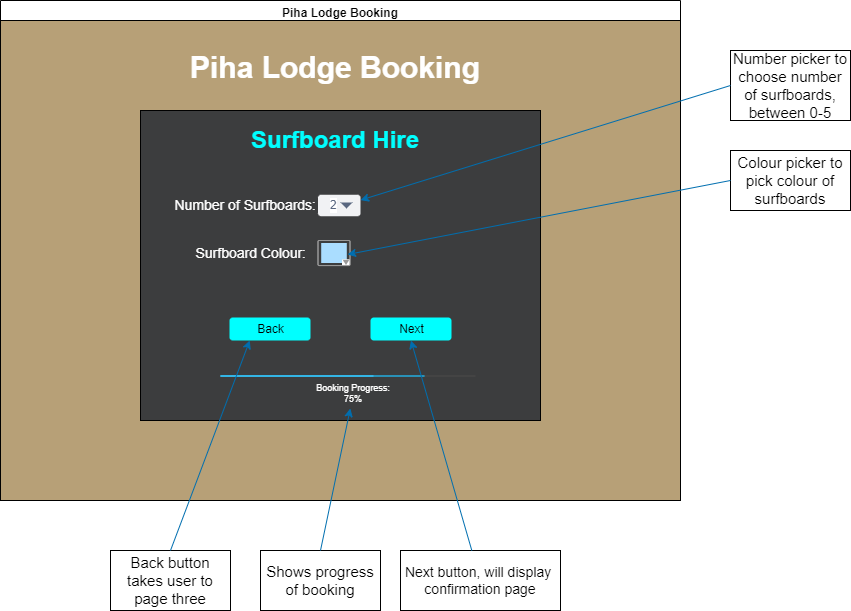 Piha Lodge Booking
Piha Lodge Booking
Number picker to
choose number
of surfboards,
between 0-5
Surfboard Hire
Colour picker to
pick colour of
surfboards
Number of Surfboards: 2
Surfboard Colour:
Back Next
Booking Progress:
75%
Back button
takes user to
page three
Shows progress
of booking
Next button, will display
confirmation page